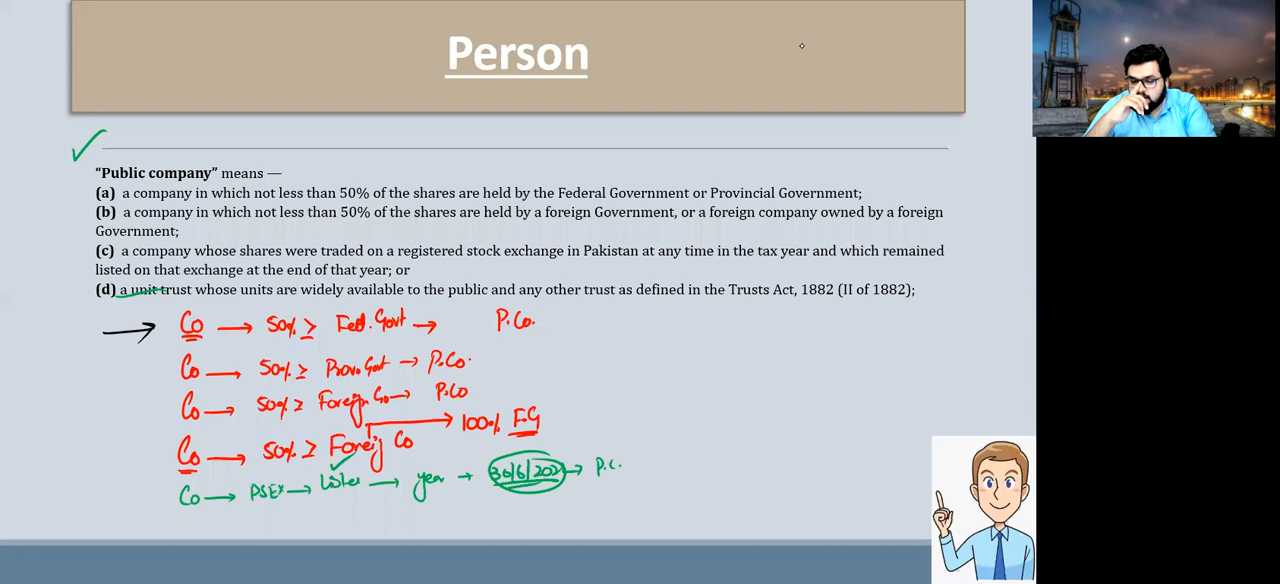 Person
“Public company” means —
(a) a company in which not less than 50% of the shares are held by the Federal Government or Provincial Government;
(b) a company in which not less than 50% of the shares are held by a foreign Government, or a foreign company owned by a foreign
Government;
(c) a company whose shares were traded on a registered stock exchange in Pakistan at any time in the tax year and which remained
listed on that exchange at the end of that year; or
(d) a unit trust whose units are widely available to the public and any other trust as defined in the Trusts Act, 1882 (II of 1882);
Co → 50% ≥ Fed. Govt → P.Co.
Co → 50% ≥ Prov. Govt → P.Co.
Co → 50% ≥ Foreign Go → P.Co
→ 100% F.G
Co → 50% ≥ Foreig Co
Co → PSEX → Listed → year → → P.C.